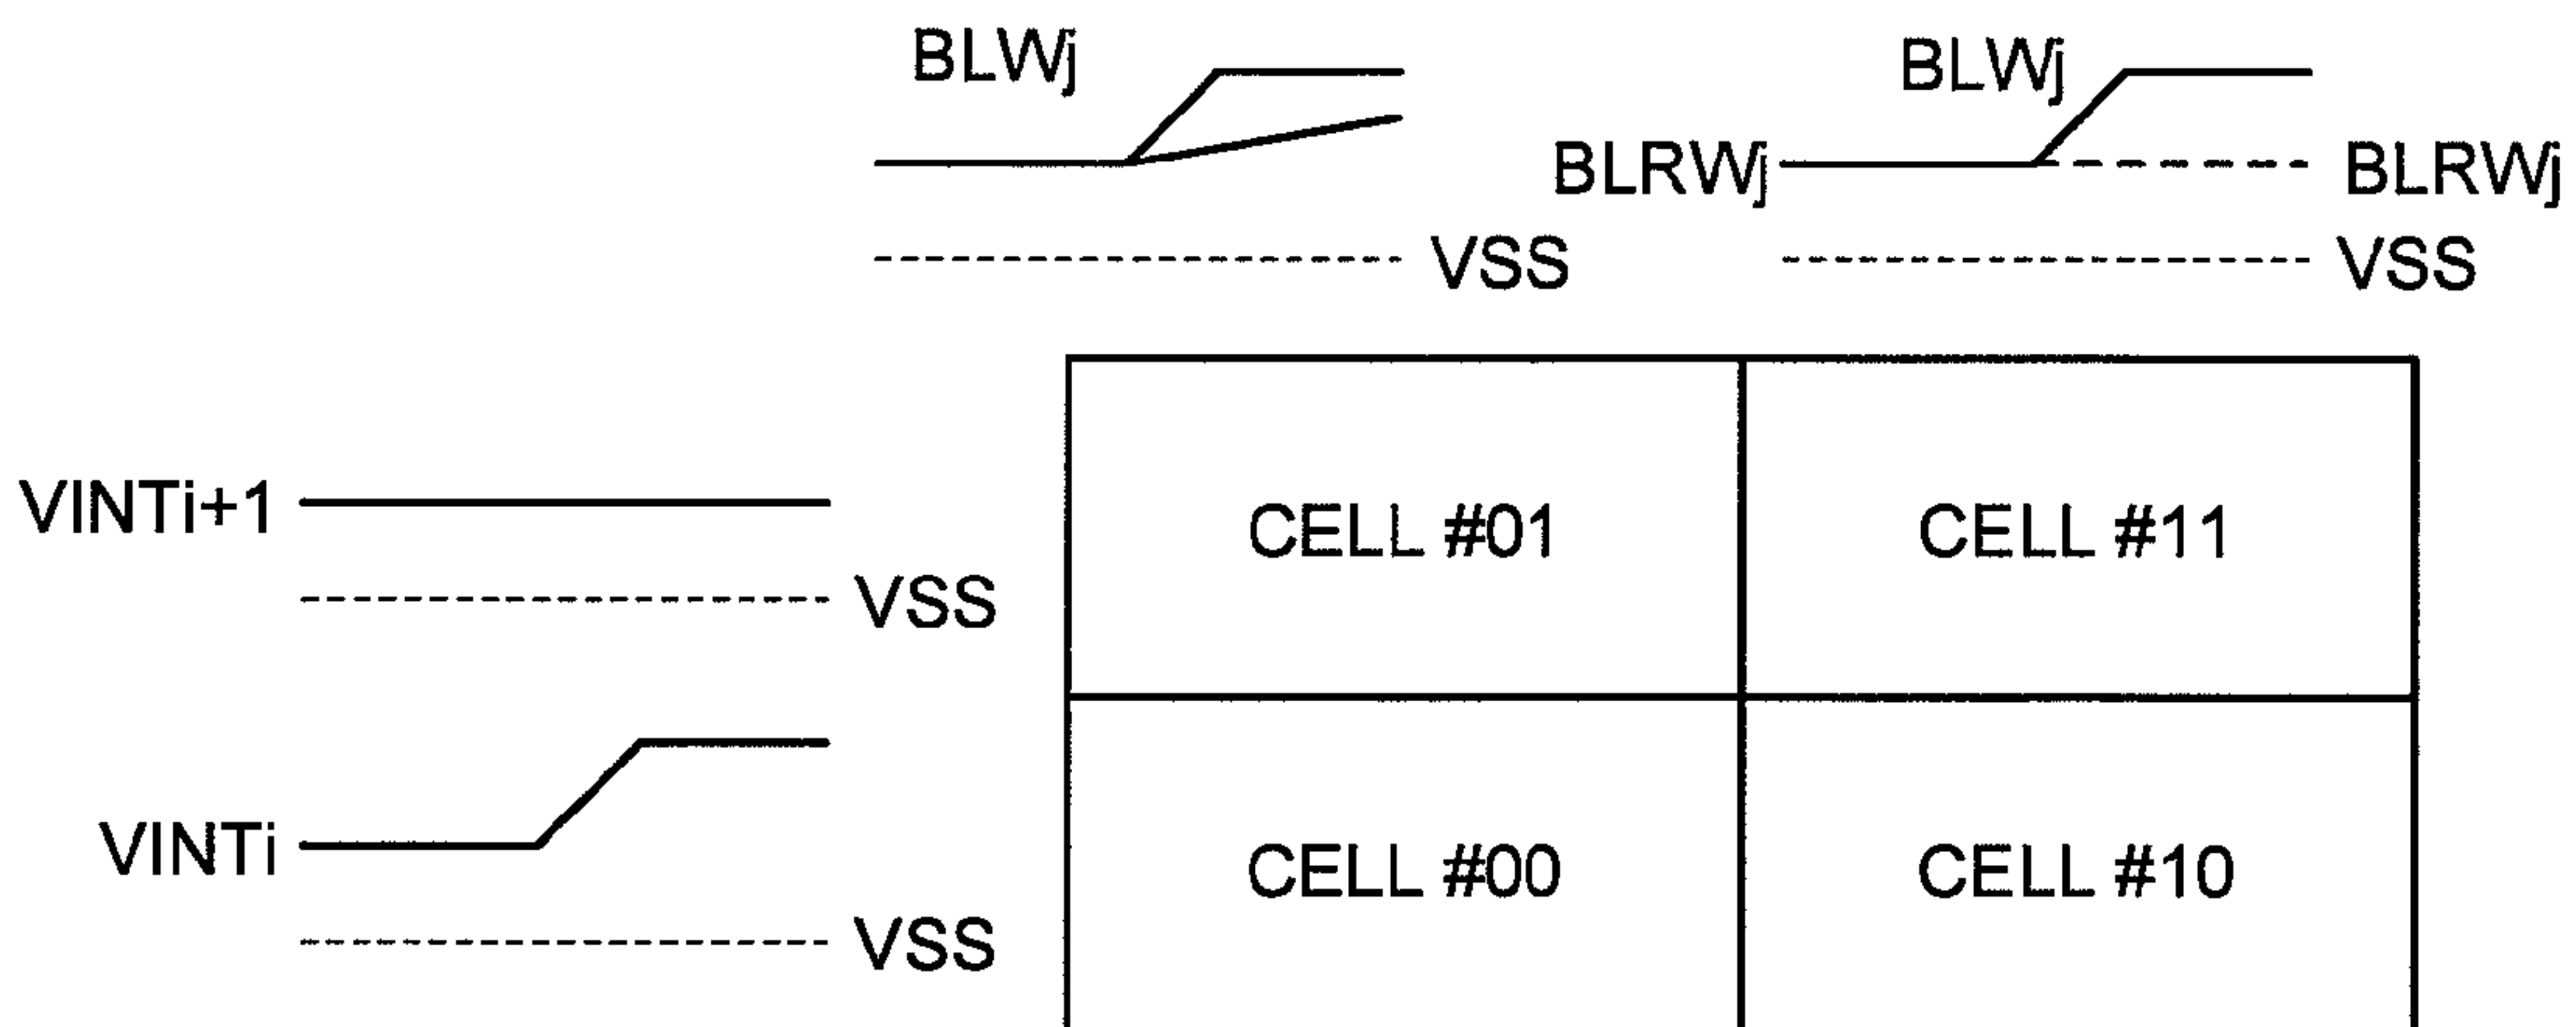 BLWj BLWj
BLRWj BLRWj
VSS VSS
VINTi+1 CELL #01 CELL #11
VSS
VINTi CELL #00 CELL #10
VSS